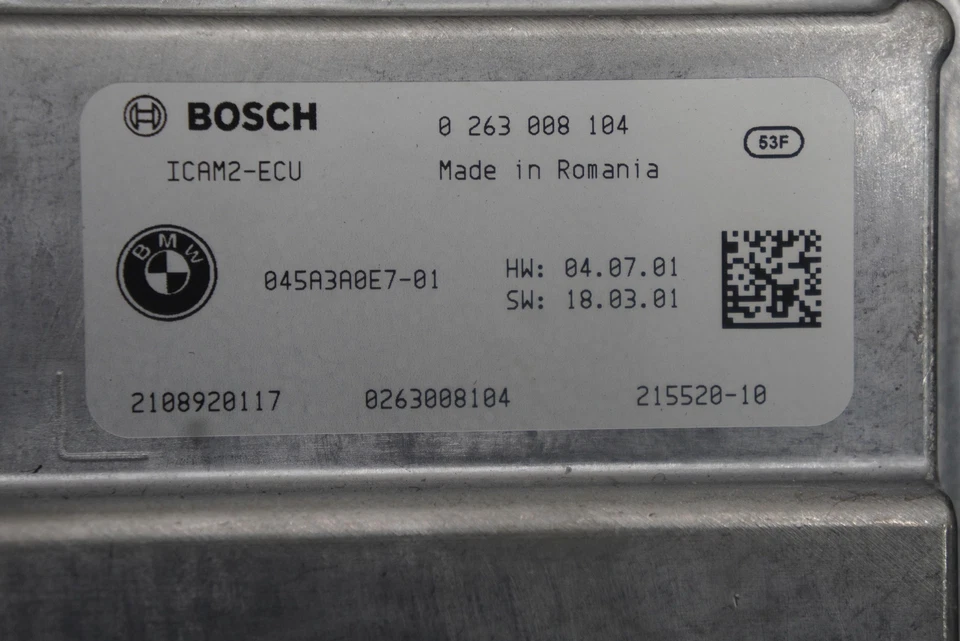 BOSCH
0 263 008 104
53F
ICAM2-ECU
Made in Romania
BMW
045A3A0E7-01
HW: 04.07.01
SW: 18.03.01
2108920117
0263008104
215520-10